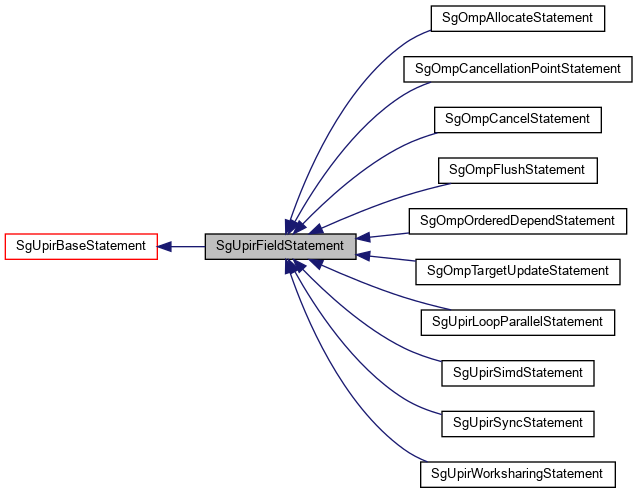 SgOmpAllocateStatement
SgOmpCancellationPointStatement
SgOmpCancelStatement
SgOmpFlushStatement
SgOmpOrderedDependStatement
SgUpirBaseStatement
SgUpirFieldStatement
SgOmpTargetUpdateStatement
SgUpirLoopParallelStatement
SgUpirSimdStatement
SgUpirSyncStatement
SgUpirWorksharingStatement